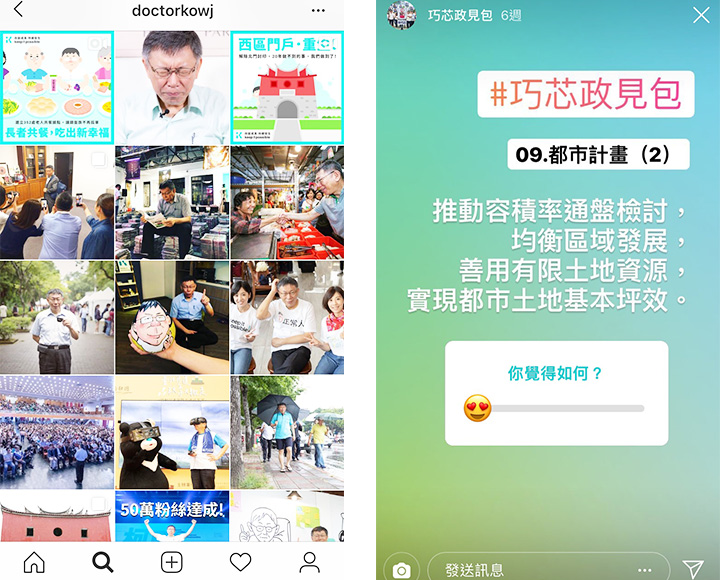 doctorkowj
長者共餐，吃出新幸福
西區門戶·重現
正常人
50萬粉絲達成!
巧芯政見包 6週
#巧芯政見包
09.都市計畫（2）
推動容積率通盤檢討，
均衡區域發展，
善用有限土地資源，
實現都市土地基本坪效。
你覺得如何？
發送訊息